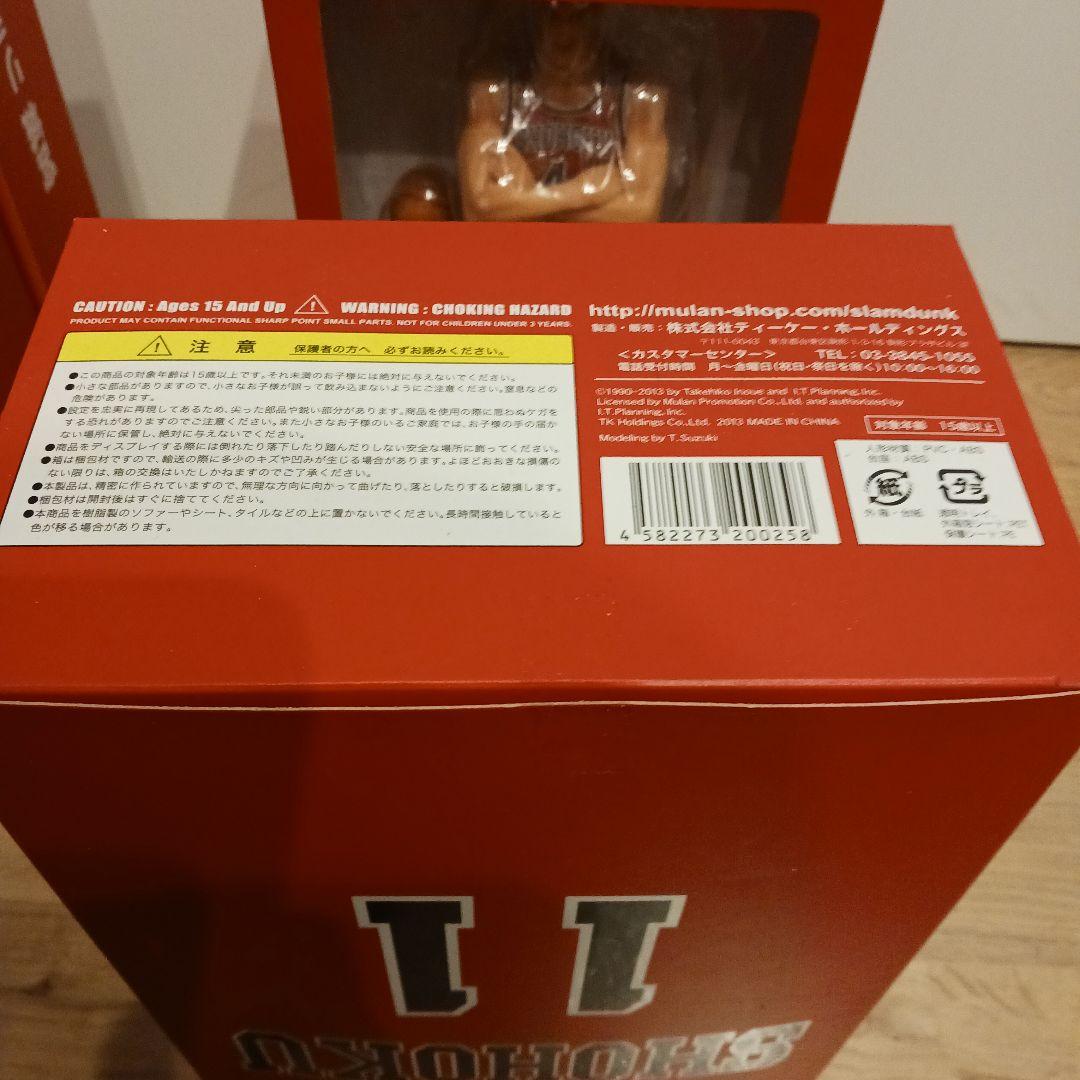 CAUTION : Ages 15 And Up WARNING : CHOKING HAZARD
PRODUCT MAY CONTAIN FUNCTIONAL SHARP POINT SMALL PARTS. NOT FOR CHILDREN UNDER 3 YEARS.
注 意 保護者の方へ 必ずお読みください。
●この商品の対象年齢は15歳以上です。それ未満のお子様には絶対に与えないでください。
●小さな部品がありますので、小さなお子様が誤って飲み込まないようにご注意ください。窒息などの
危険があります。
●設定を忠実に再現してあるため、尖った部品や鋭い部分があります。商品を使用の際に思わぬケガを
する恐れがありますのでご注意ください。また小さなお子様のいるご家庭では、お子様の手の届か
ない場所に保管し、絶対に与えないでください。
●商品をディスプレイする際には倒れたり落下したり踏んだりしない安全な場所に飾ってください。
●箱は梱包材ですので、輸送の際に多少のキズや凹みが生じる場合があります。よほどおおきな損傷の
ない限りは、箱の交換はいたしかねますのでご了承ください。
●本製品は、精密に作られていますので、無理な方向に向かって曲げたり、落としたりすると破損します。
●梱包材は開封後はすぐに捨ててください。
●本商品を樹脂製のソファーやシート、タイルなどの上に置かないでください。長時間接触していると
色が移る場合があります。
http://mulan-shop.com/slamdunk
製造・販売：株式会社ティーケー・ホールディングス
〒111-0043
<カスタマーセンター> TEL：03-3845-1055
電話受付時間 月～金曜日(祝日・祭日を除く)10:00～16:00
©1990-2013 by Takehiko Inoue and I.T.Planning,Inc.
Licensed by Mulan Promotion Co.,Ltd. and authorised by
I.T.Planning, Inc.
TK Holdings Co.,Ltd. 2013 MADE IN CHINA
Modeling by T.Suzuki
対象年齢 15歳以上
4 582273 200258
人形材質：PVC・ABS
台座：ABS
紙
外箱・台紙
プラ
透明トレイ、
保護シート:PE
4
11
SHOHOKU